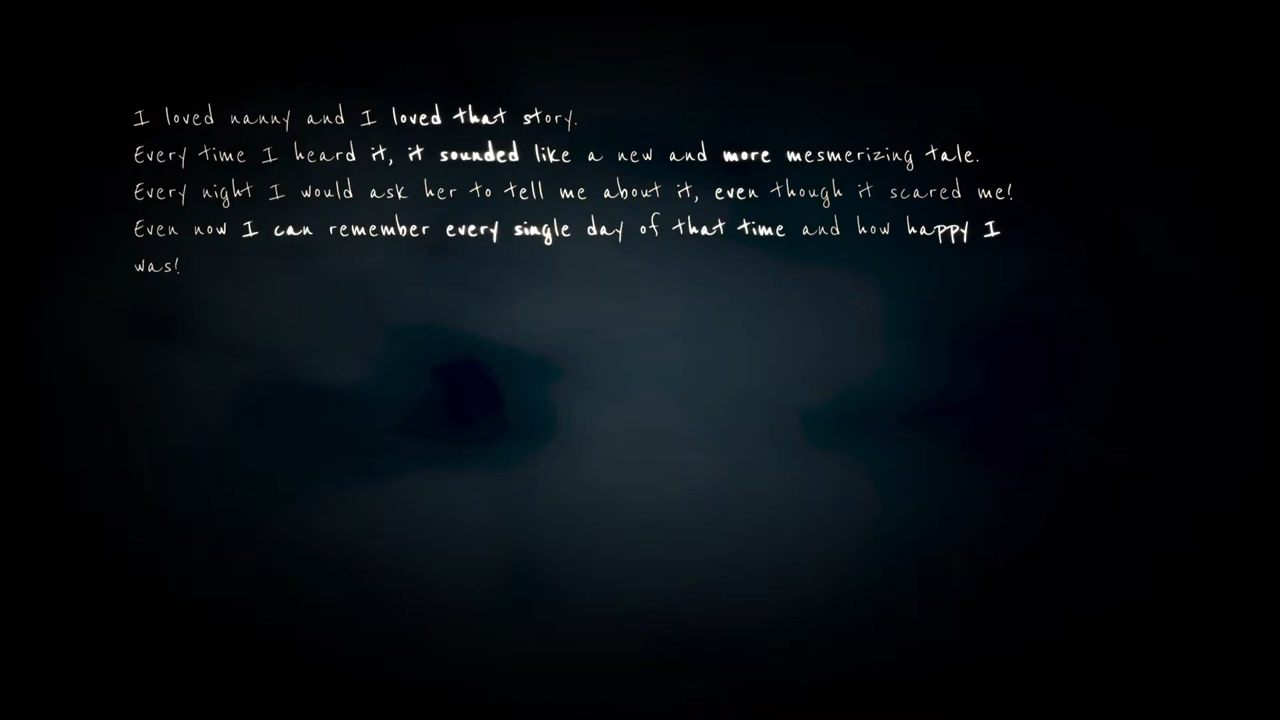 I loved nanny and I loved that story.
Every time I heard it, it sounded like a new and more mesmerizing tale.
Every night I would ask her to tell me about it, even though it scared me!
Even now I can remember every single day of that time and how happy I
was!